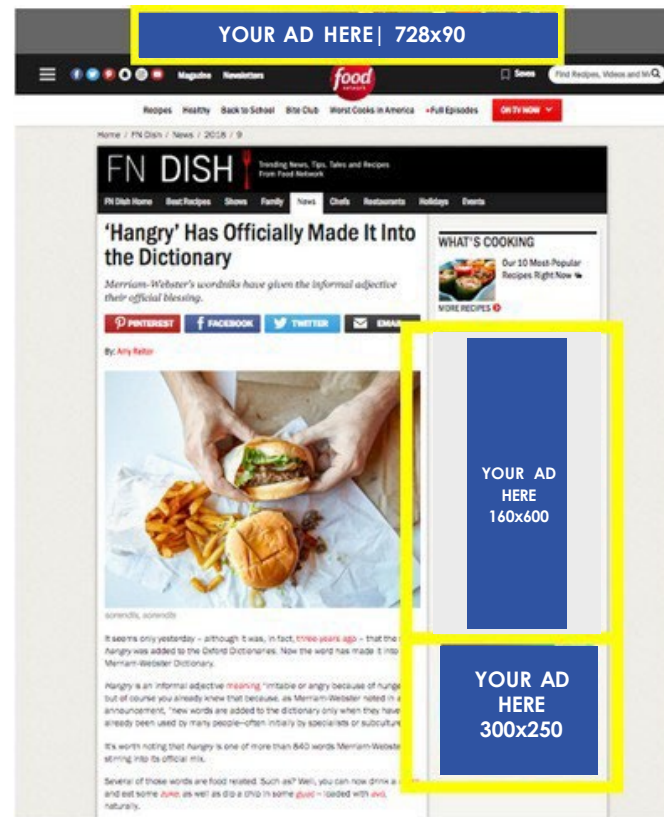 YOUR AD HERE| 728x90
Magazine Newsletters
food
network
Saves
Find Recipes, Videos and
Recipes Healthy Back to School Bite Club Worst Cooks in America •Full Episodes ON TV NOW
Home / FN Dish / News / 2018 / 9
FN DISH
Trending News, Tips, Tales and Recipes
From Food Network
FN Dish Home Best Recipes Shows Family News Chefs Restaurants Holidays Events
'Hangry' Has Officially Made It Into
the Dictionary
Merriam-Webster's wordniks have given the informal adjective
their official blessing.
PINTEREST FACEBOOK TWITTER EMAIL
By: Amy Reiter
WHAT'S COOKING
Our 10 Most-Popular
Recipes Right Now
MORE RECIPES
YOUR AD
HERE
160x600
sorendls, sorendls
It seems only yesterday – although it was, in fact, three years ago – that the
hangry was added to the Oxford Dictionaries. Now the word has made it into
Merriam-Webster Dictionary.
Hangry is an informal adjective meaning "irritable or angry because of hunge
but of course you already knew that because, as Merriam-Webster noted in a
announcement, "new words are added to the dictionary only when they have
already been used by many people–often initially by specialists or subculture
It's worth noting that hangry is one of more than 840 words Merriam-Webste
stirring into its official mix.
Several of those words are food related. Such as? Well, you can now drink a
and eat some zuke, as well as dip a chip in some guac – loaded with avo,
naturally.
YOUR AD
HERE
300x250